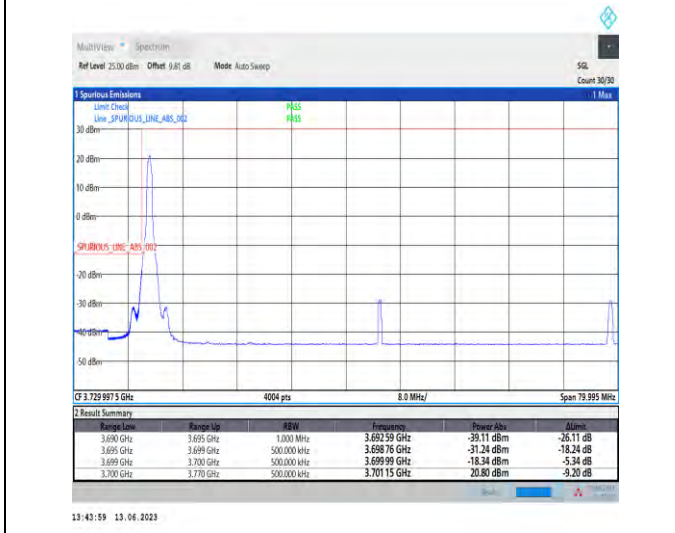 MultiView Spectrum
Ref Level 25.00 dBm Offset 9.81 dB Mode Auto Sweep SGL
Count 30/30
1 Spurious Emissions 1 Max
Limit Check PASS
Line _SPURIOUS_LINE_ABS_002 PASS
30 dBm
20 dBm
10 dBm
0 dBm
SPURIOUS_LINE_ABS_002
-20 dBm
-30 dBm
-40 dBm
-50 dBm
CF 3.729 997 5 GHz 4004 pts 8.0 MHz/ Span 79.995 MHz
2 Result Summary
Range Low Range Up RBW Frequency Power Abs ΔLimit
3.690 GHz 3.695 GHz 1.000 MHz 3.692 59 GHz -39.11 dBm -26.11 dB
3.695 GHz 3.699 GHz 500.000 kHz 3.698 76 GHz -31.24 dBm -18.24 dB
3.699 GHz 3.700 GHz 500.000 kHz 3.699 99 GHz -18.34 dBm -5.34 dB
3.700 GHz 3.770 GHz 500.000 kHz 3.701 15 GHz 20.80 dBm -9.20 dB
13:43:59 13.06.2023